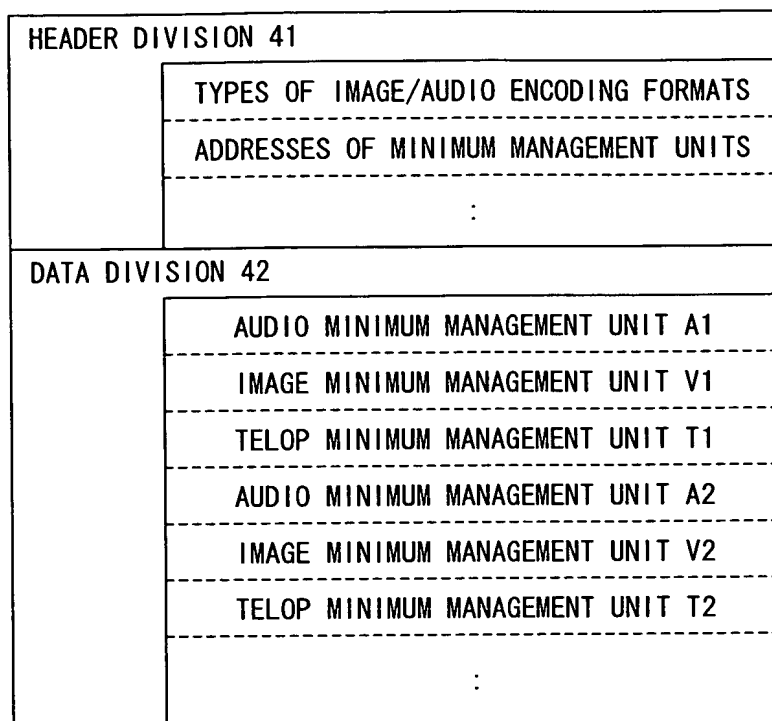 HEADER DIVISION 41
TYPES OF IMAGE/AUDIO ENCODING FORMATS
ADDRESSES OF MINIMUM MANAGEMENT UNITS
:
DATA DIVISION 42
AUDIO MINIMUM MANAGEMENT UNIT A1
IMAGE MINIMUM MANAGEMENT UNIT V1
TELOP MINIMUM MANAGEMENT UNIT T1
AUDIO MINIMUM MANAGEMENT UNIT A2
IMAGE MINIMUM MANAGEMENT UNIT V2
TELOP MINIMUM MANAGEMENT UNIT T2
: